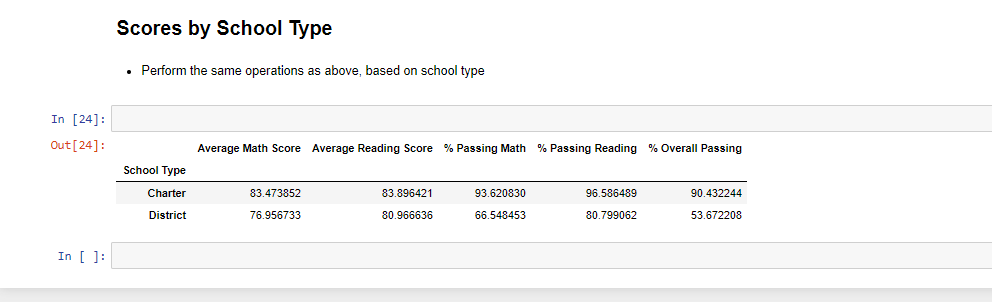 Scores by School Type
• Perform the same operations as above, based on school type
In [24]:
Out[24]:
Average Math Score Average Reading Score % Passing Math % Passing Reading % Overall Passing
School Type
Charter 83.473852 83.896421 93.620830 96.586489 90.432244
District 76.956733 80.966636 66.548453 80.799062 53.672208
In [ ]: